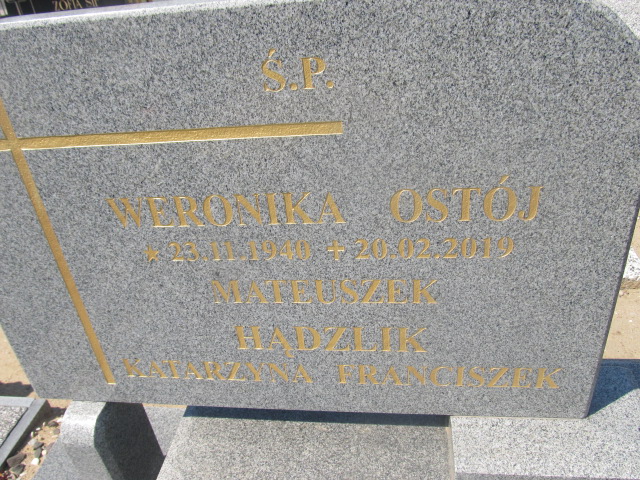 Ś.P.
WERONIKA OSTÓJ
★ 23.11.1940 ✝ 20.02.2019
MATEUSZEK
HĄDZLIK
KATARZYNA FRANCISZEK